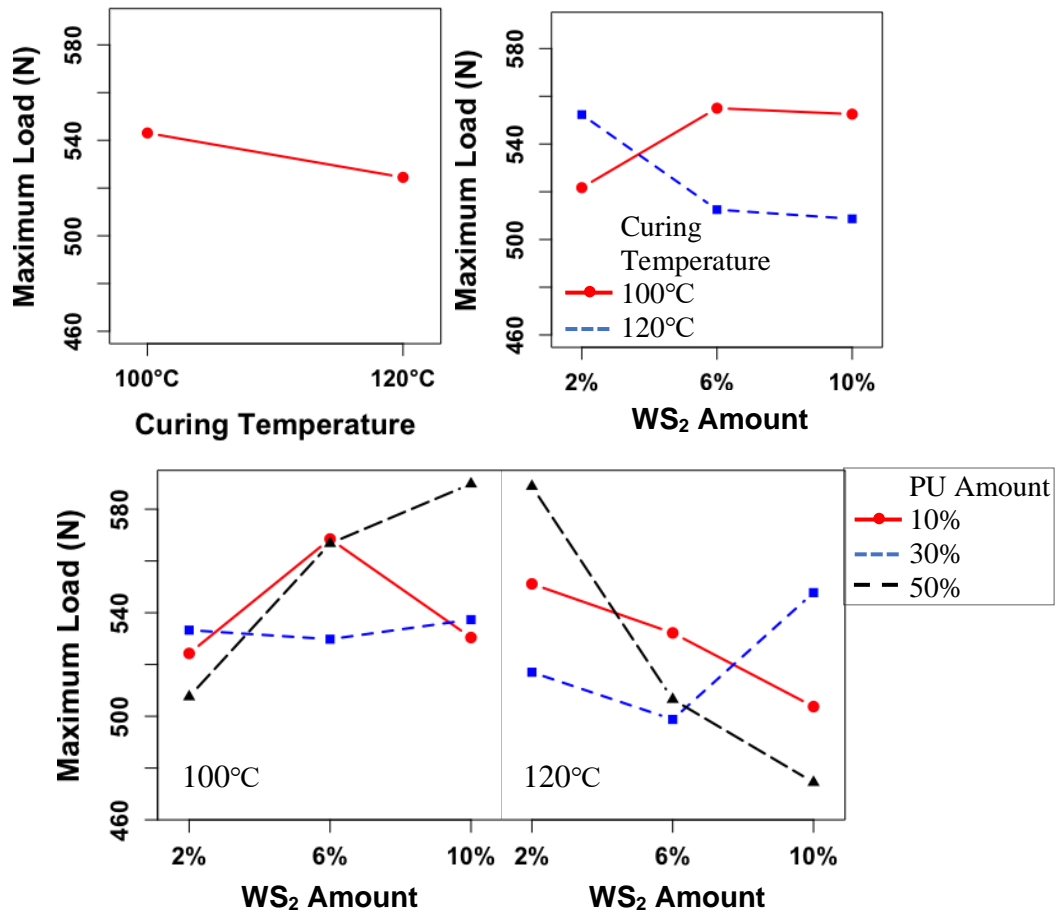 Maximum Load (N)
580
540
500
460
100°C
120°C
Curing Temperature
Maximum Load (N)
580
540
500
460
Curing
Temperature
100°C
120°C
2%
6%
10%
WS₂ Amount
Maximum Load (N)
580
540
500
460
100°C
120°C
2%
6%
10%
2%
6%
10%
WS₂ Amount
WS₂ Amount
PU Amount
10%
30%
50%